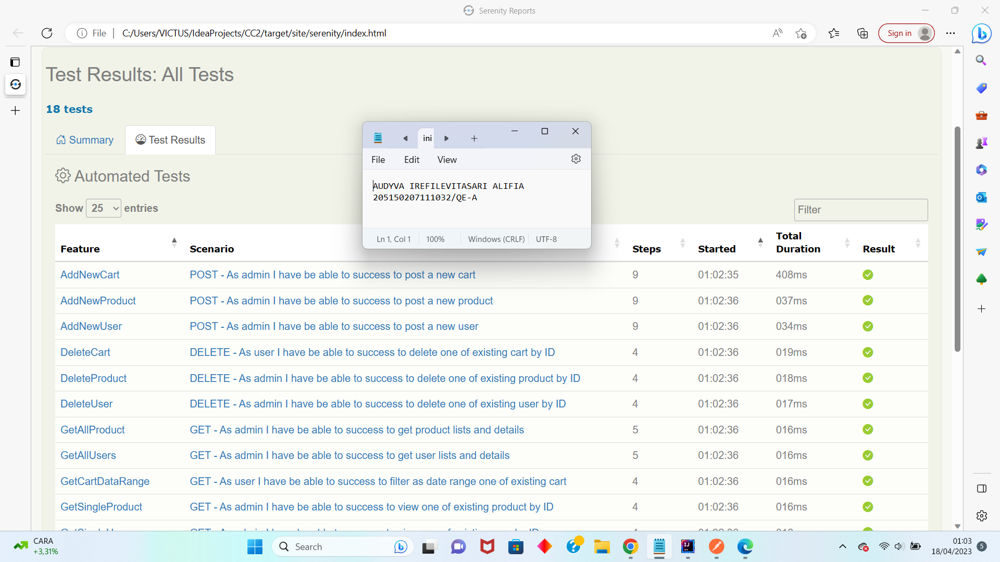 Serenity Reports
File
C:/Users/VICTUS/IdeaProjects/CC2/target/site/serenity/index.html
Sign in
Test Results: All Tests
18 tests
Summary
Test Results
ini
File Edit View
AUDYVA IREFILEVITASARI ALIFIA
205150207111032/QE-A
Ln 1, Col 1 100% Windows (CRLF) UTF-8
Automated Tests
Show 25 entries
Filter
Feature Scenario Steps Started Total Duration Result
AddNewCart POST - As admin I have be able to success to post a new cart 9 01:02:35 408ms
AddNewProduct POST - As admin I have be able to success to post a new product 9 01:02:36 037ms
AddNewUser POST - As admin I have be able to success to post a new user 9 01:02:36 034ms
DeleteCart DELETE - As user I have be able to success to delete one of existing cart by ID 4 01:02:36 019ms
DeleteProduct DELETE - As admin I have be able to success to delete one of existing product by ID 4 01:02:36 018ms
DeleteUser DELETE - As admin I have be able to success to delete one of existing user by ID 4 01:02:36 017ms
GetAllProduct GET - As admin I have be able to success to get product lists and details 5 01:02:36 016ms
GetAllUsers GET - As admin I have be able to success to get user lists and details 5 01:02:36 016ms
GetCartDataRange GET - As user I have be able to success to filter as date range one of existing cart 4 01:02:36 016ms
GetSingleProduct GET - As admin I have be able to success to view one of existing product by ID 4 01:02:36 016ms
CARA
+3,31%
Search
01:03
18/04/2023
5